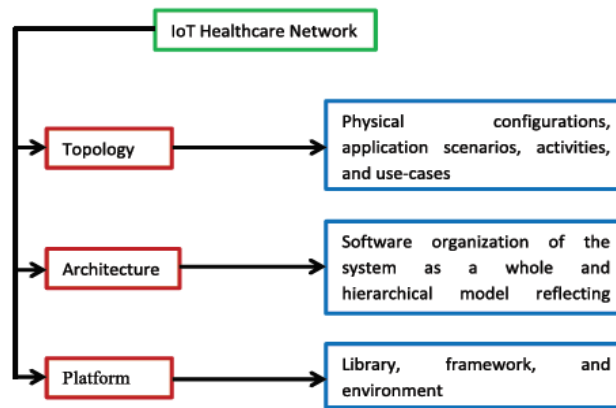 IoT Healthcare Network
Topology
Physical configurations,
application scenarios, activities,
and use-cases
Architecture
Software organization of the
system as a whole and
hierarchical model reflecting
Platform
Library, framework, and
environment